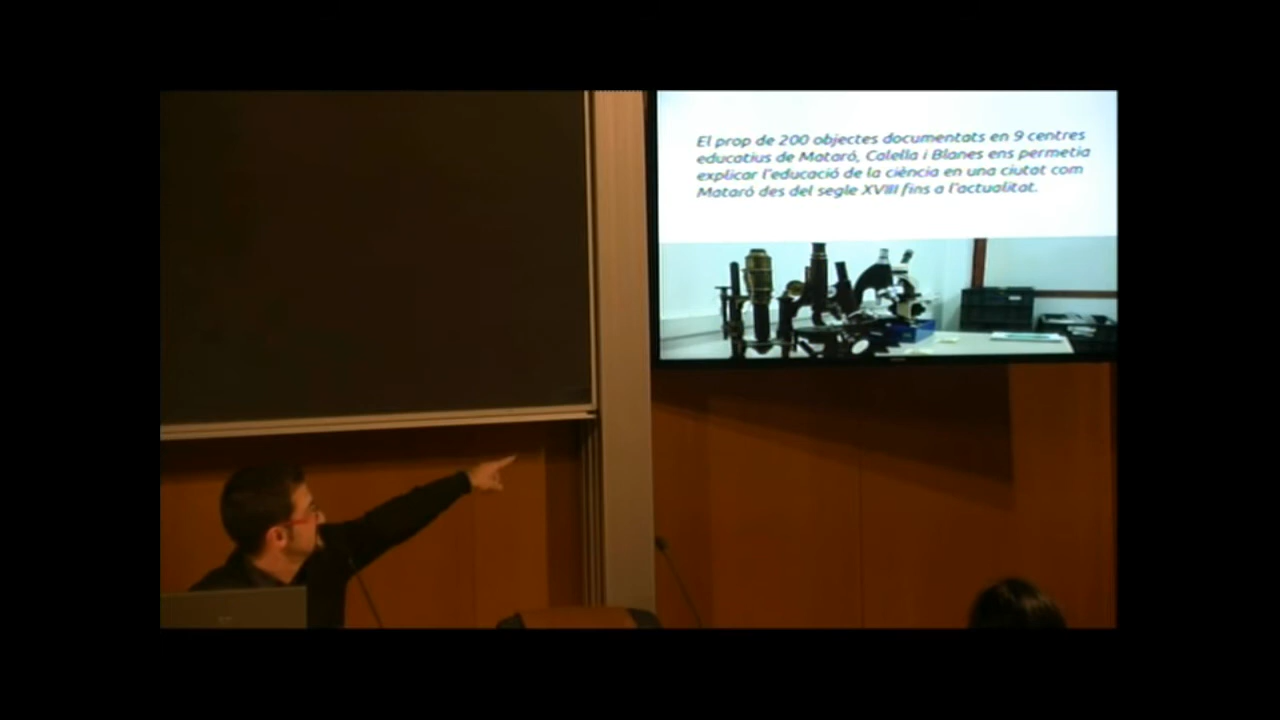 El prop de 200 objectes documentats en 9 centres
educatius de Mataró, Calella i Blanes ens permetia
explicar l'educació de la ciència en una ciutat com
Mataró des del segle XVIII fins a l'actualitat.